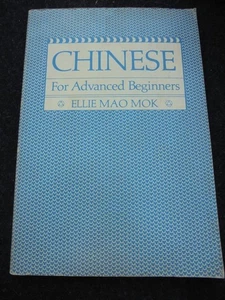 CHINESE
For Advanced Beginners
ELLIE MAO MOK